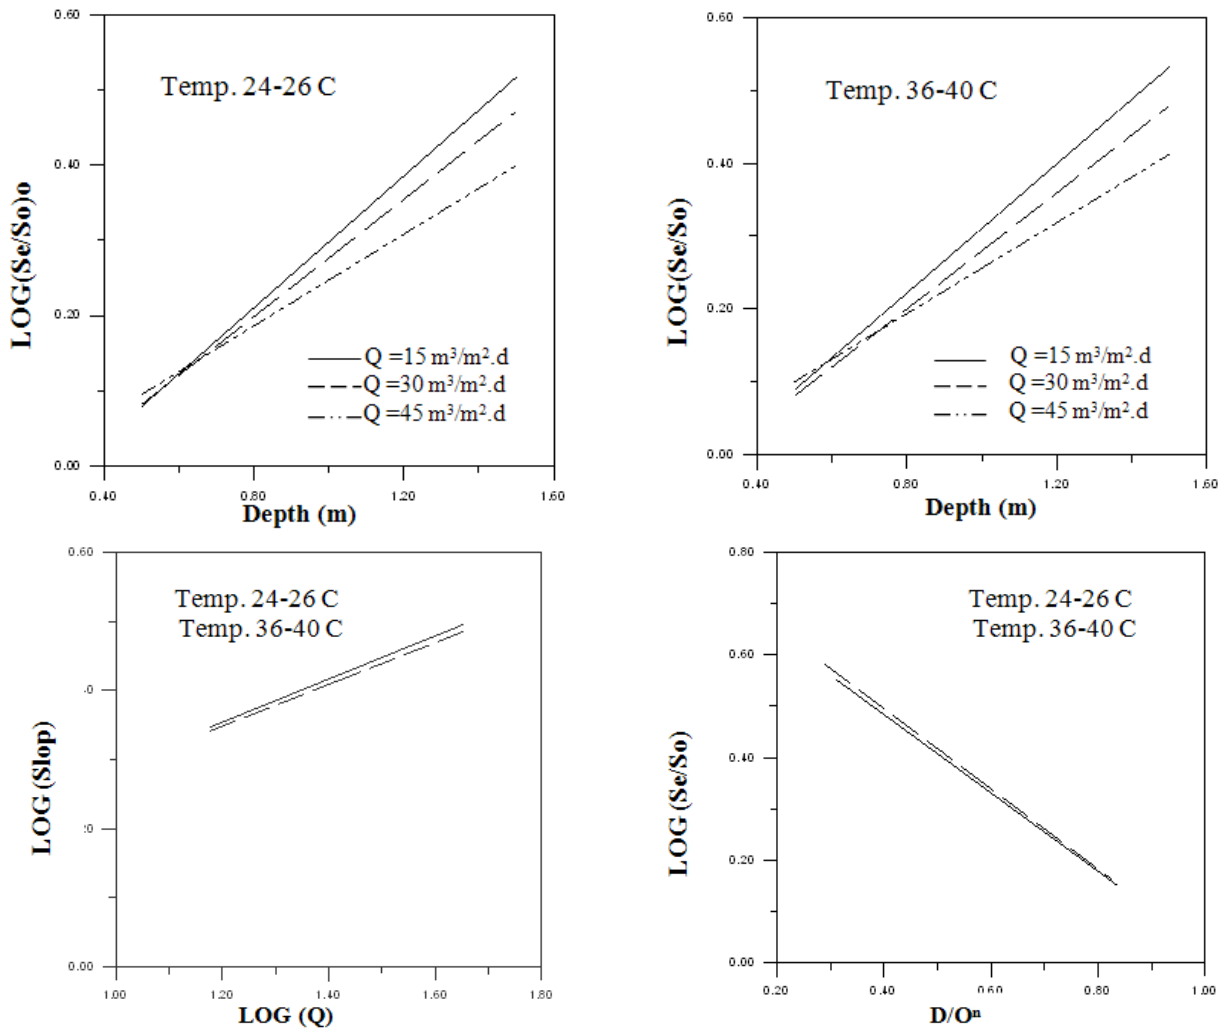 0.60
Temp. 24-26 C
0.40
LOG(Se/So)o
0.20
Q =15 m³/m².d
Q =30 m³/m².d
Q =45 m³/m².d
0.00
0.40 0.80 1.20 1.60
Depth (m)
0.60
Temp. 36-40 C
0.40
LOG(Se/So)
0.20
Q =15 m³/m².d
Q =30 m³/m².d
Q =45 m³/m².d
0.00
0.40 0.80 1.20 1.60
Depth (m)
0.60
Temp. 24-26 C
Temp. 36-40 C
.40
LOG (Slop)
.20
0.00
1.00 1.20 1.40 1.60 1.80
LOG (Q)
0.80
Temp. 24-26 C
Temp. 36-40 C
0.60
0.40
LOG (Se/So)
0.20
0.00
0.20 0.40 0.60 0.80 1.00
D/Oⁿ